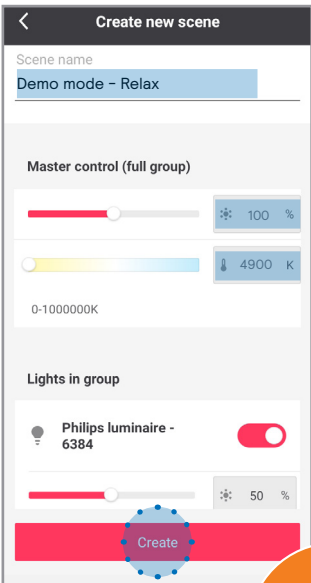 Create new scene
Scene name
Demo mode - Relax
Master control (full group)
100 %
4900 K
0-1000000K
Lights in group
Philips luminaire -
6384
50 %
Create